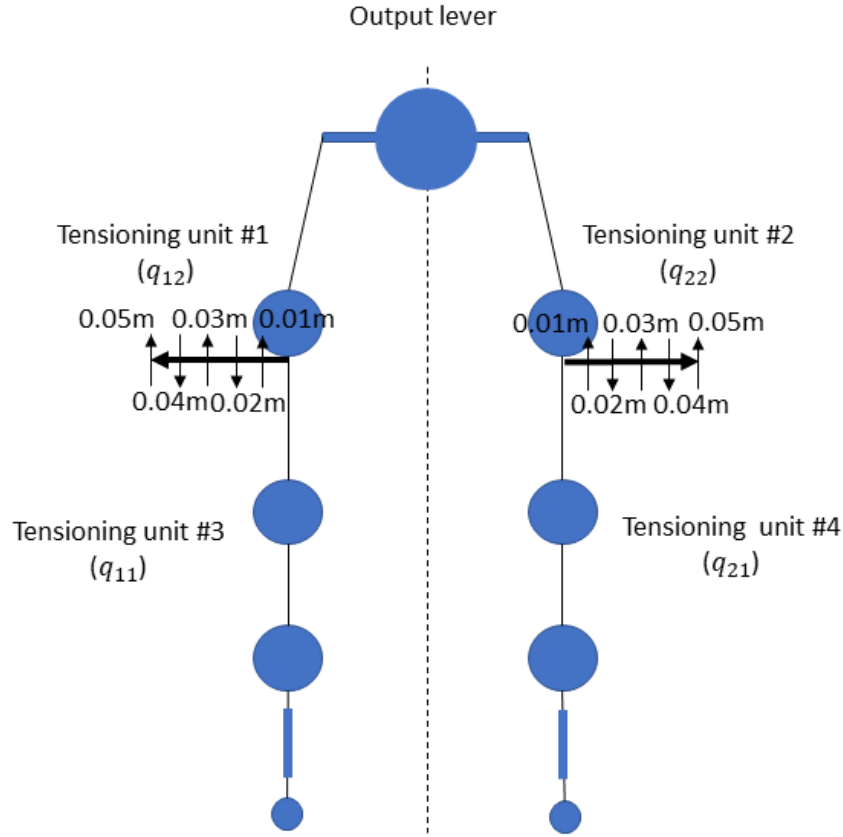 Output lever
Tensioning unit #1
(q₁₂)
Tensioning unit #2
(q₂₂)
0.05m 0.03m 0.01m
0.04m 0.02m
0.01m 0.03m 0.05m
0.02m 0.04m
Tensioning unit #3
(q₁₁)
Tensioning unit #4
(q₂₁)